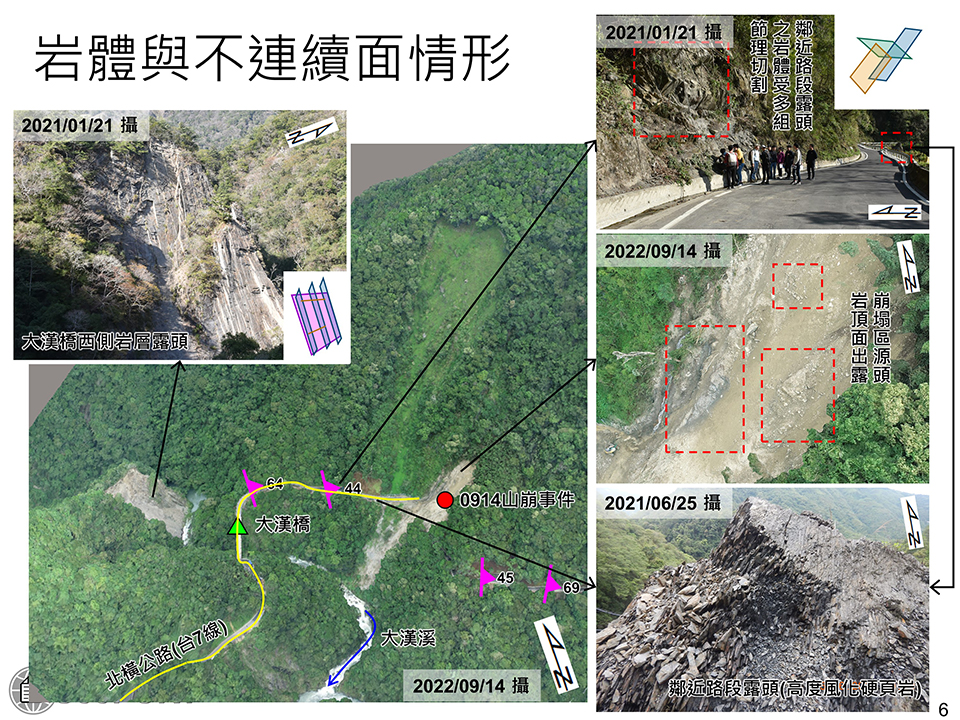 岩體與不連續面情形
2021/01/21 攝
N
大漢橋西側岩層露頭
64
44
0914山崩事件
大漢橋
45
69
大漢溪
北橫公路(台7線)
N
2022/09/14 攝
2021/01/21 攝
鄰近路段露頭
之岩體受多組
節理切割
N
2022/09/14 攝
N
崩塌區源頭
岩頂面出露
2021/06/25 攝
N
鄰近路段露頭(高度風化硬頁岩)
6